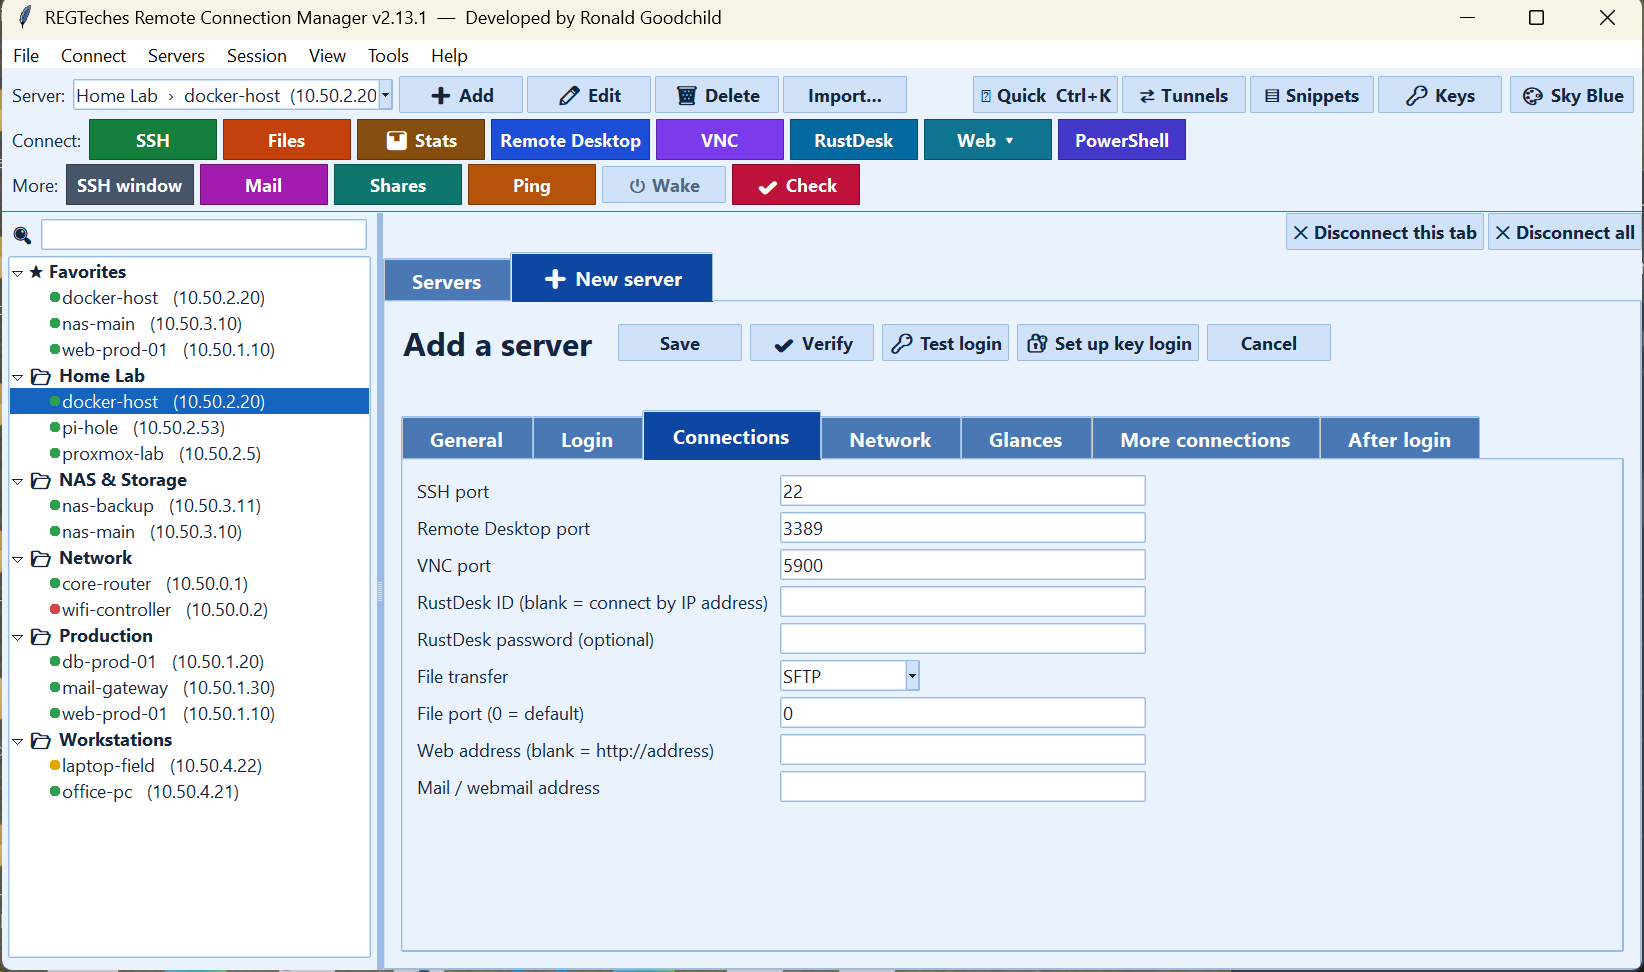 REGTeches Remote Connection Manager v2.13.1 — Developed by Ronald Goodchild
File Connect Servers Session View Tools Help
Server: Home Lab › docker-host (10.50.2.20 Add Edit Delete Import... Quick Ctrl+K Tunnels Snippets Keys Sky Blue
Connect: SSH Files Stats Remote Desktop VNC RustDesk Web PowerShell
More: SSH window Mail Shares Ping Wake Check
Disconnect this tab Disconnect all
Favorites
docker-host (10.50.2.20)
nas-main (10.50.3.10)
web-prod-01 (10.50.1.10)
Home Lab
docker-host (10.50.2.20)
pi-hole (10.50.2.53)
proxmox-lab (10.50.2.5)
NAS & Storage
nas-backup (10.50.3.11)
nas-main (10.50.3.10)
Network
core-router (10.50.0.1)
wifi-controller (10.50.0.2)
Production
db-prod-01 (10.50.1.20)
mail-gateway (10.50.1.30)
web-prod-01 (10.50.1.10)
Workstations
laptop-field (10.50.4.22)
office-pc (10.50.4.21)
Servers New server
Add a server Save Verify Test login Set up key login Cancel
General Login Connections Network Glances More connections After login
SSH port 22
Remote Desktop port 3389
VNC port 5900
RustDesk ID (blank = connect by IP address)
RustDesk password (optional)
File transfer SFTP
File port (0 = default) 0
Web address (blank = http://address)
Mail / webmail address